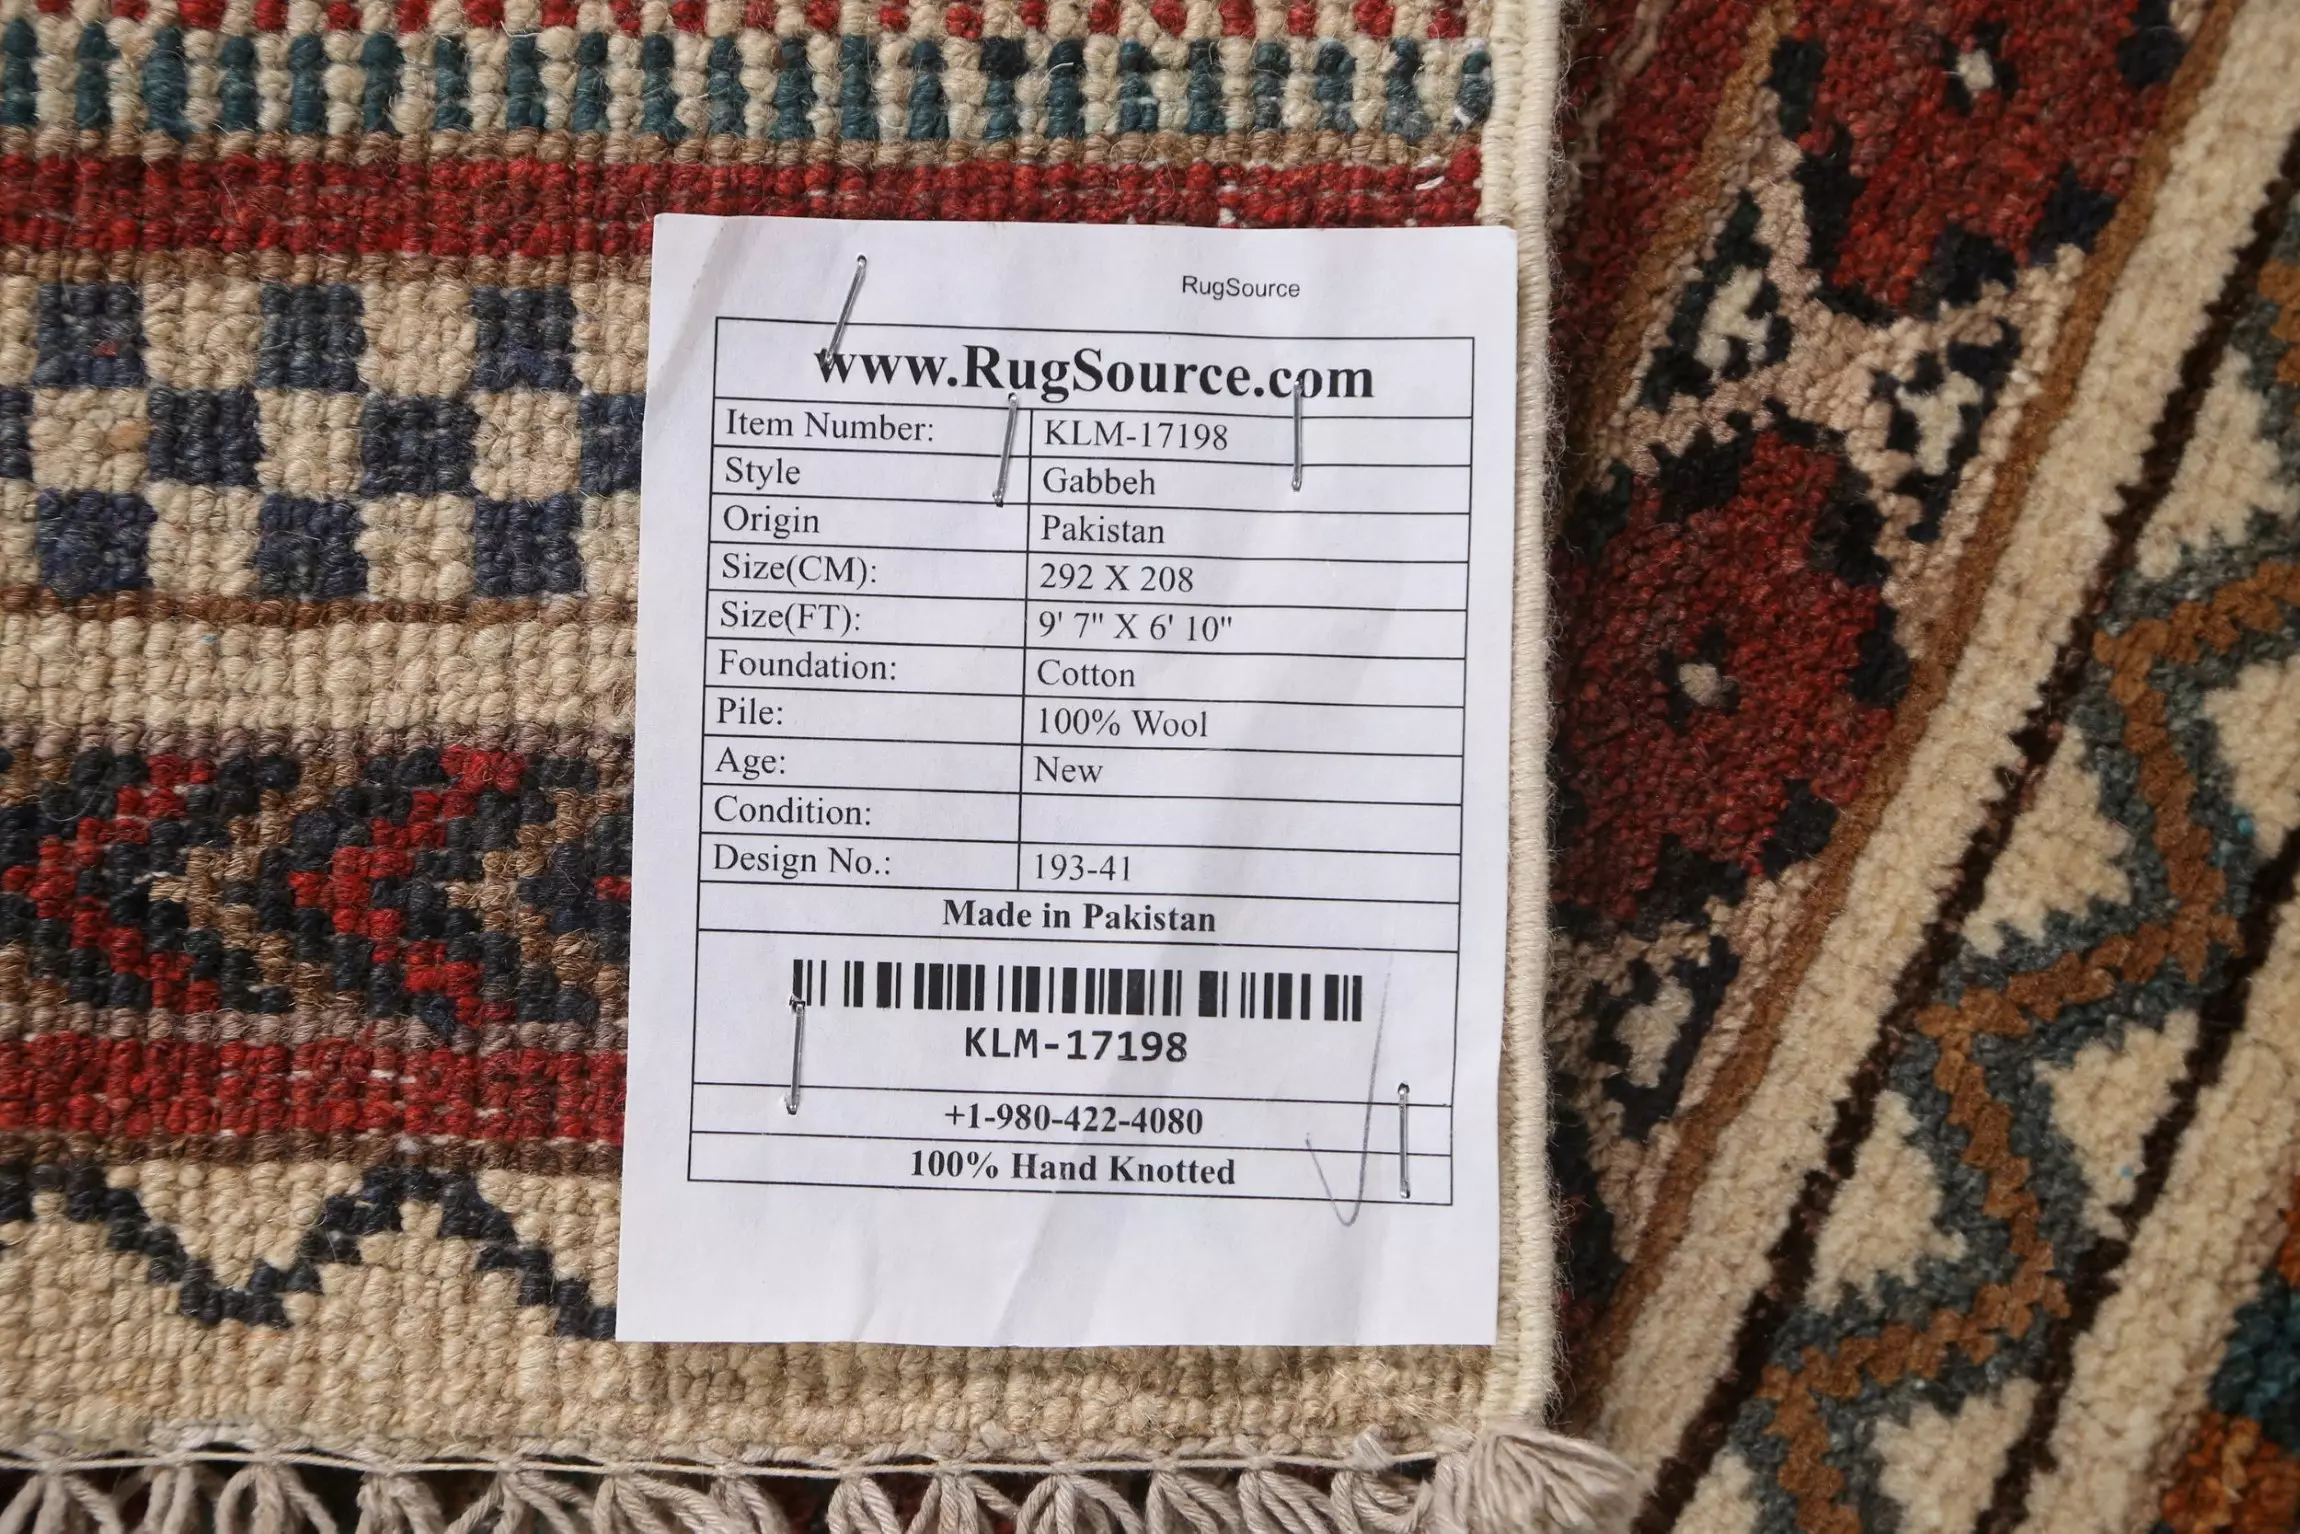 RugSource
www.RugSource.com
Item Number: KLM-17198
Style Gabbeh
Origin Pakistan
Size(CM): 292 X 208
Size(FT): 9' 7" X 6' 10"
Foundation: Cotton
Pile: 100% Wool
Age: New
Condition:
Design No.: 193-41
Made in Pakistan
KLM-17198
+1-980-422-4080
100% Hand Knotted